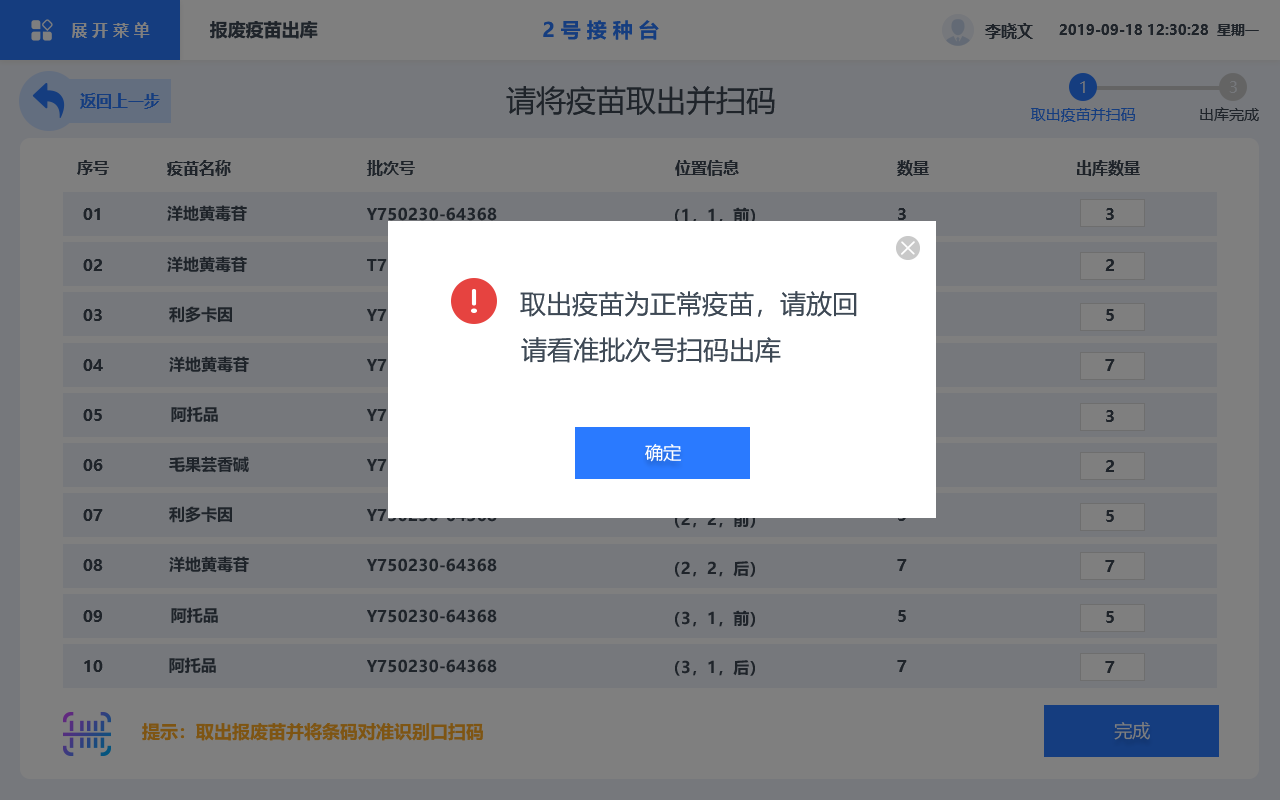 展开菜单 报废疫苗出库 2号接种台 李晓文 2019-09-18 12:30:28 星期一
返回上一步 请将疫苗取出并扫码 1 3
取出疫苗并扫码 出库完成
序号 疫苗名称 批次号 位置信息 数量 出库数量
01 洋地黄毒苷 Y750230-64368 (1，1，前) 3 3
02 洋地黄毒苷 T7 2
03 利多卡因 Y7 5
04 洋地黄毒苷 Y7 7
05 阿托品 Y7 3
06 毛果芸香碱 Y7 2
07 利多卡因 Y750230-64368 (2，2，前) 5
08 洋地黄毒苷 Y750230-64368 (2，2，后) 7 7
09 阿托品 Y750230-64368 (3，1，前) 5 5
10 阿托品 Y750230-64368 (3，1，后) 7 7
取出疫苗为正常疫苗，请放回
请看准批次号扫码出库
确定
提示：取出报废苗并将条码对准识别口扫码
完成